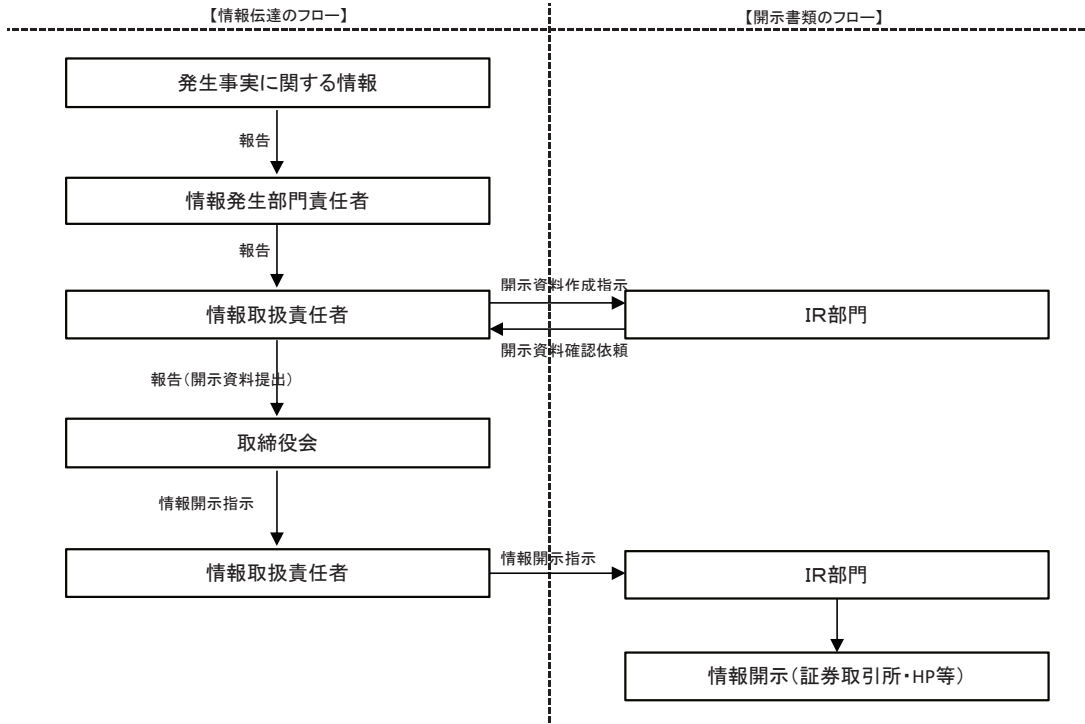 【情報伝達のフロー】
【開示書類のフロー】
発生事実に関する情報
報告
情報発生部門責任者
報告
開示資料作成指示
情報取扱責任者
IR部門
開示資料確認依頼
報告(開示資料提出)
取締役会
情報開示指示
情報開示指示
情報取扱責任者
IR部門
情報開示(証券取引所・HP等)